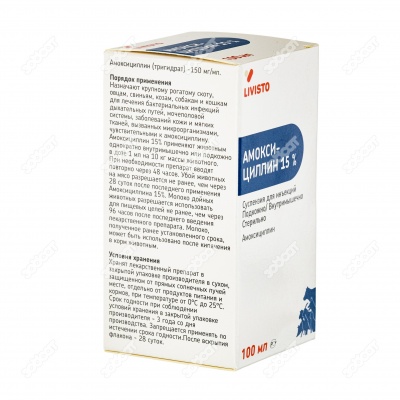 Амоксициллин (тригидрат) -150 мг/мл.
Порядок применения
Назначают крупному рогатому скоту,
овцам, свиньям, козам, собакам и кошкам
для лечения бактериальных инфекций
дыхательных путей, мочеполовой
системы, заболеваний кожи и мягких
тканей, вызванных микроорганизмами,
чувствительными к амоксициллину.
Амоксициллин 15% применяют животным
однократно внутримышечно или подкожно
в дозе 1 мл на 10 кг массы животного.
При необходимости препарат вводят
повторно через 48 часов. Убой животных
на мясо разрешается не ранее, чем через
28 суток после последнего применения
Амоксициллина 15%. Молоко дойных
животных разрешается использовать
для пищевых целей не ранее, чем через
96 часов после последнего введения
лекарственного препарата. Молоко,
полученное ранее установленного срока,
может быть использовано после кипячения
в корм животным.
Условия хранения
Хранят лекарственный препарат в
закрытой упаковке производителя в сухом,
защищенном от прямых солнечных лучей
месте, отдельно от продуктов питания и
кормов, при температуре от 0°С до 25°С.
Срок годности при соблюдении
условий хранения в закрытой упаковке
производителя - 3 года со дня
производства. Запрещается применять по
истечении срока годности. После вскрытия
флакона - 28 суток.
100 мл
LIVISTO
АМОКСИ-
ЦИЛЛИН 15 %
Суспензия для инъекций
Подкожно/Внутримышечно
Стерильно
Амоксициллин
100 мл